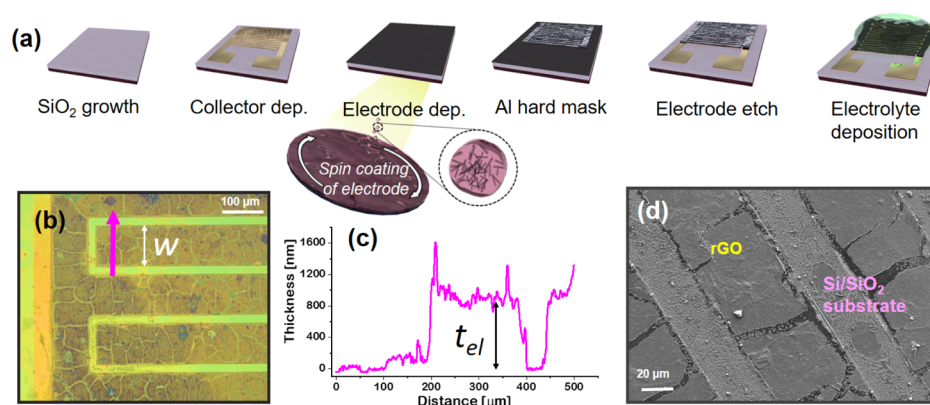 (a)
SiO₂ growth
Collector dep.
Electrode dep.
Al hard mask
Electrode etch
Electrolyte
deposition
Spin coating
of electrode
(b)
100 µm
W
(c)
Thickness [nm]
1600
1200
800
400
0
t_el
0 100 200 300 400 500
Distance [µm]
(d)
rGO
Si/SiO₂
substrate
20 µm